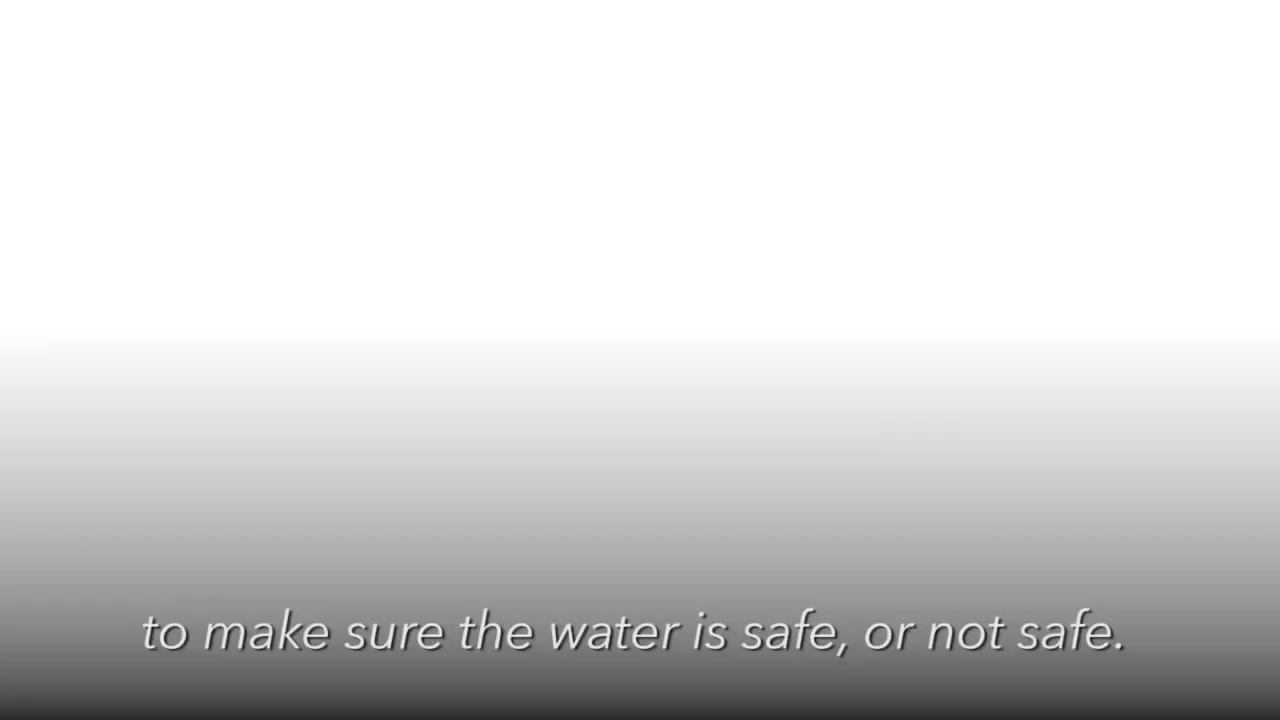 to make sure the water is safe, or not safe.